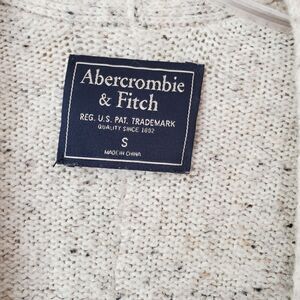 Abercrombie
& Fitch
REG. U.S. PAT. TRADEMARK
QUALITY SINCE 1892
S
MADE IN CHINA